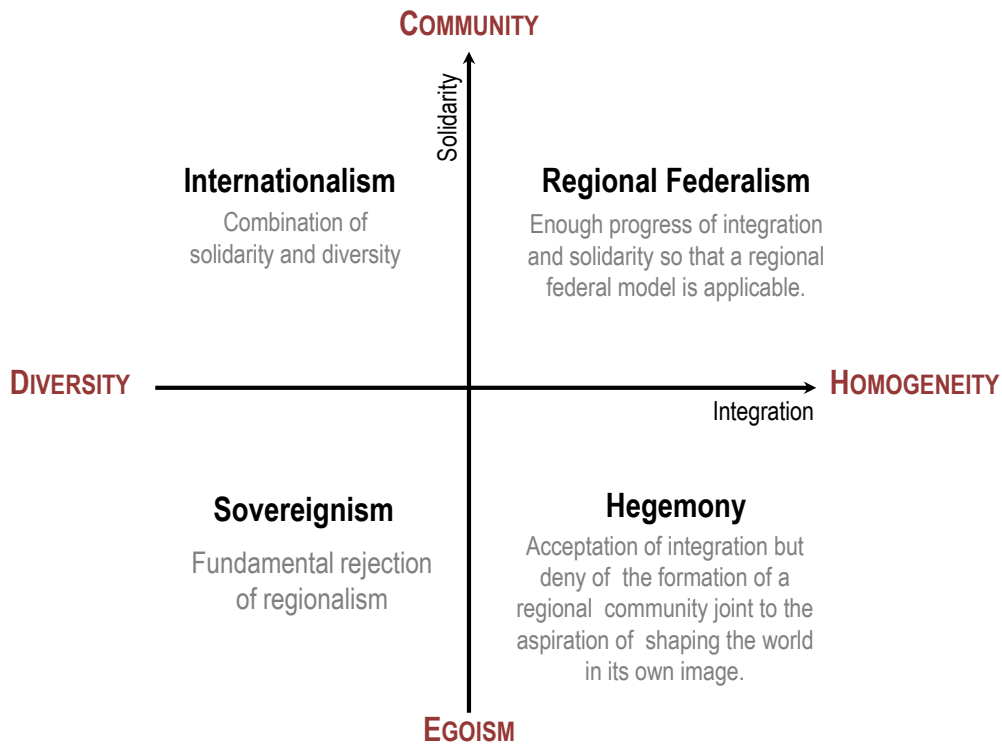 COMMUNITY
Solidarity
Internationalism
Combination of
solidarity and diversity
Regional Federalism
Enough progress of integration
and solidarity so that a regional
federal model is applicable.
DIVERSITY
HOMOGENEITY
Integration
Sovereignism
Fundamental rejection
of regionalism
Hegemony
Acceptation of integration but
deny of the formation of a
regional community joint to the
aspiration of shaping the world
in its own image.
EGOISM